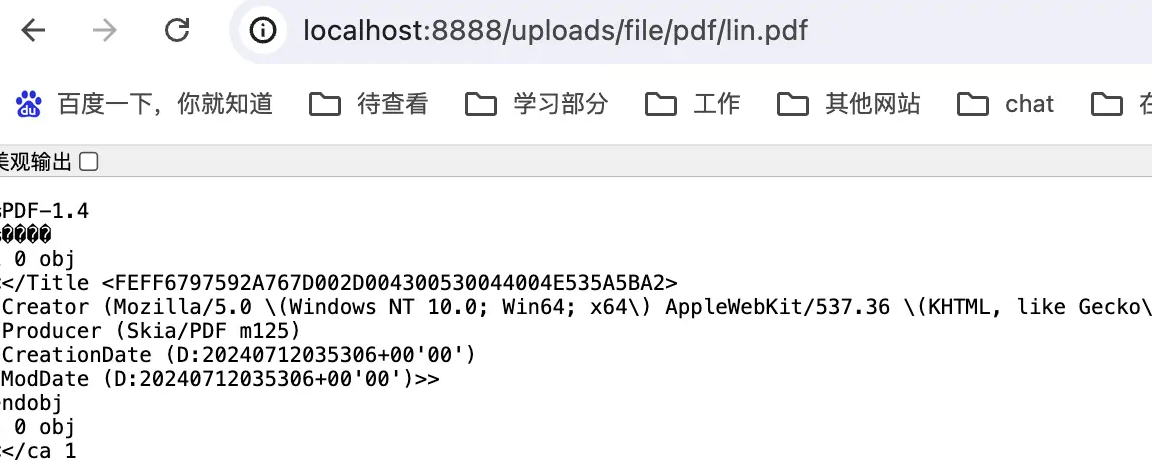 localhost:8888/uploads/file/pdf/lin.pdf
百度一下，你就知道 待查看 学习部分 工作 其他网站 chat 在
美观输出
PDF-1.4
����
0 obj
</Title <FEFF6797592A767D002D004300530044004E535A5BA2>
Creator (Mozilla/5.0 \(Windows NT 10.0; Win64; x64\) AppleWebKit/537.36 \(KHTML, like Gecko\
Producer (Skia/PDF m125)
CreationDate (D:20240712035306+00'00')
ModDate (D:20240712035306+00'00')>>
endobj
0 obj
</ca 1